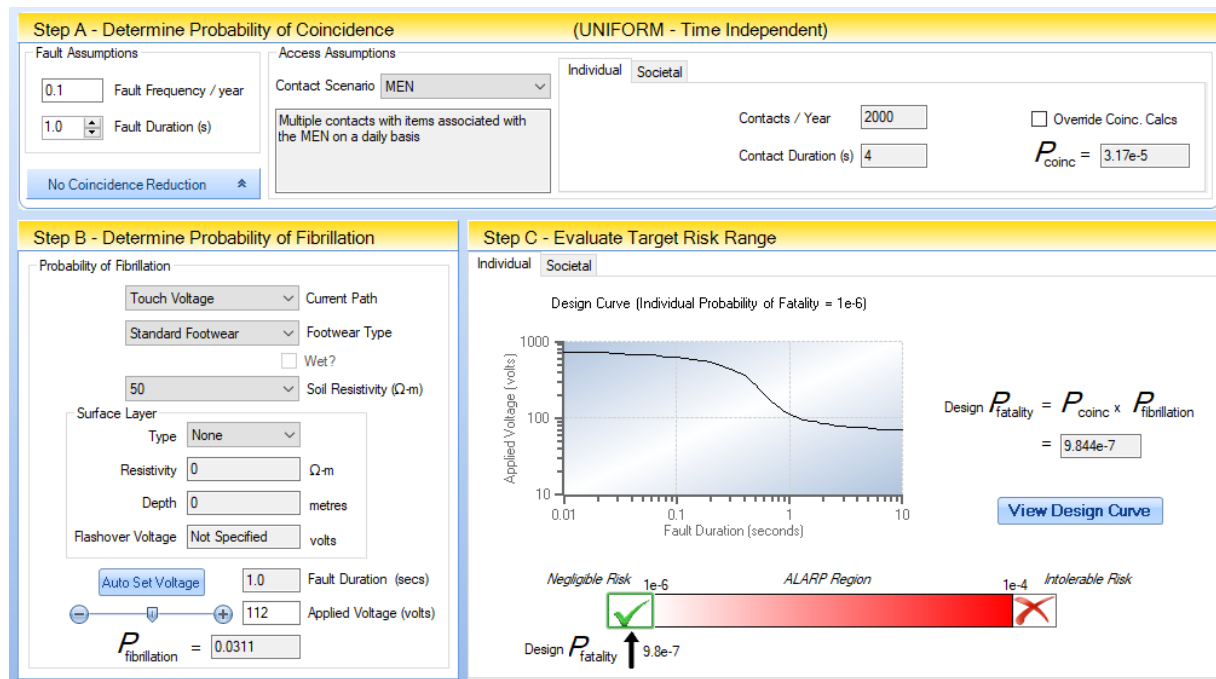 Step A - Determine Probability of Coincidence (UNIFORM - Time Independent)
Fault Assumptions
0.1 Fault Frequency / year
1.0 Fault Duration (s)
No Coincidence Reduction
Access Assumptions
Contact Scenario MEN
Multiple contacts with items associated with
the MEN on a daily basis
Individual Societal
Contacts / Year 2000
Contact Duration (s) 4
Override Coinc. Calcs
Pcoinc = 3.17e-5
Step B - Determine Probability of Fibrillation
Probability of Fibrillation
Touch Voltage Current Path
Standard Footwear Footwear Type
Wet?
50 Soil Resistivity (Ω-m)
Surface Layer
Type None
Resistivity 0 Ω-m
Depth 0 metres
Flashover Voltage Not Specified volts
Auto Set Voltage 1.0 Fault Duration (secs)
112 Applied Voltage (volts)
Pfibrillation = 0.0311
Step C - Evaluate Target Risk Range
Individual Societal
Design Curve (Individual Probability of Fatality = 1e-6)
Applied Voltage (volts)
1000
100
10
0.01 0.1 1 10
Fault Duration (seconds)
Design Pfatality = Pcoinc x Pfibrillation
= 9.844e-7
View Design Curve
Negligible Risk 1e-6 ALARP Region 1e-4 Intolerable Risk
Design Pfatality 9.8e-7